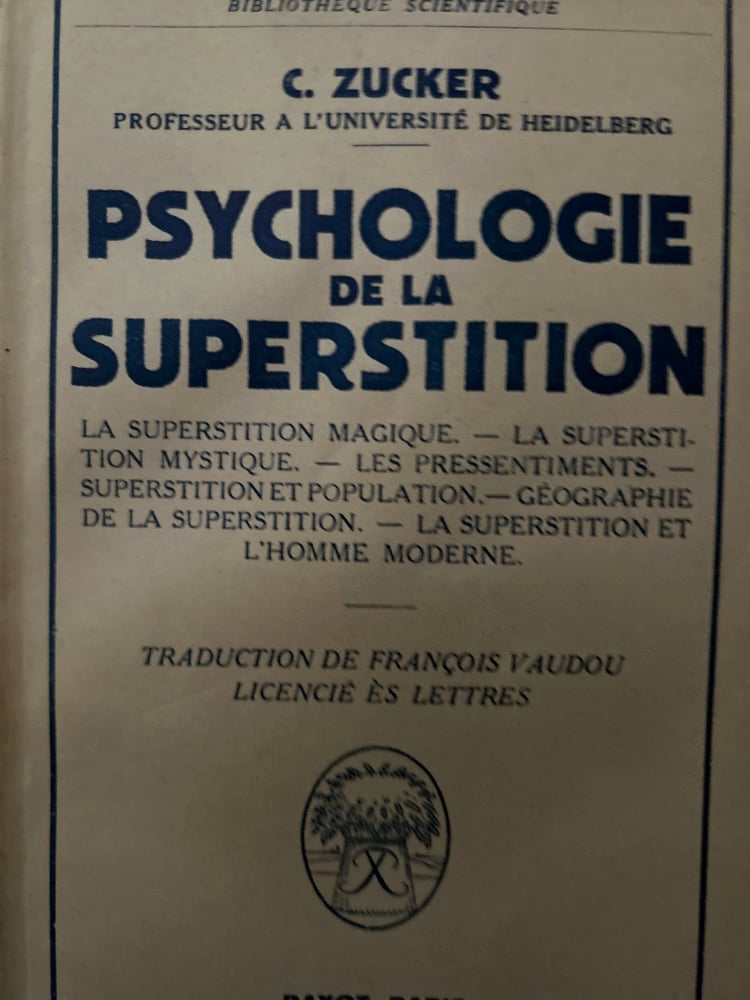 BIBLIOTHÈQUE SCIENTIFIQUE
C. ZUCKER
PROFESSEUR A L'UNIVERSITÉ DE HEIDELBERG
PSYCHOLOGIE
DE LA
SUPERSTITION
LA SUPERSTITION MAGIQUE. — LA SUPERSTI-
TION MYSTIQUE. — LES PRESSENTIMENTS. —
SUPERSTITION ET POPULATION. — GÉOGRAPHIE
DE LA SUPERSTITION. — LA SUPERSTITION ET
L'HOMME MODERNE.
TRADUCTION DE FRANÇOIS VAUDOU
LICENCIÉ ÈS LETTRES